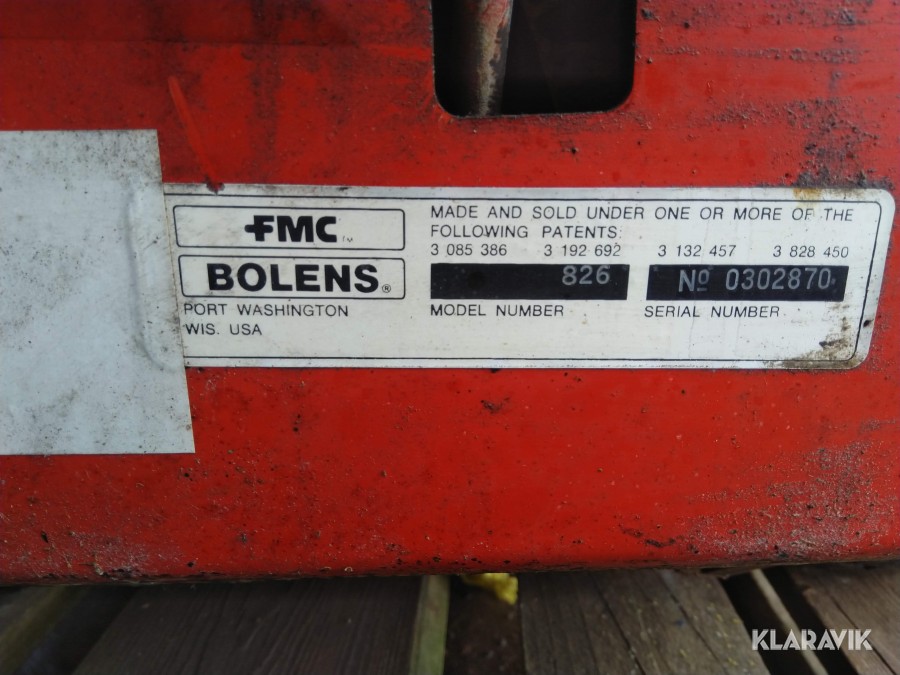 FMC TM
BOLENS ®
PORT WASHINGTON
WIS. USA
MADE AND SOLD UNDER ONE OR MORE OF THE
FOLLOWING PATENTS:
3 085 386 3 192 692 3 132 457 3 828 450
826 Nº 0302870
MODEL NUMBER SERIAL NUMBER
KLARAVIK